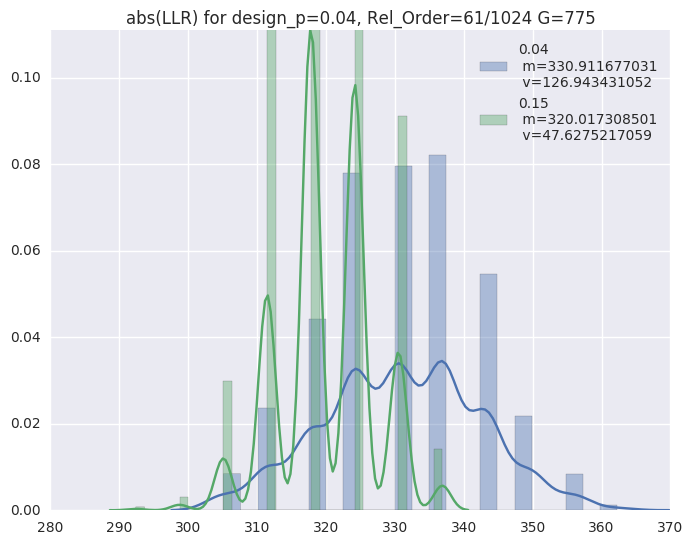 abs(LLR) for design_p=0.04, Rel_Order=61/1024 G=775
0.04
m=330.911677031
v=126.943431052
0.15
m=320.017308501
v=47.6275217059
0.10
0.08
0.06
0.04
0.02
0.00
280 290 300 310 320 330 340 350 360 370